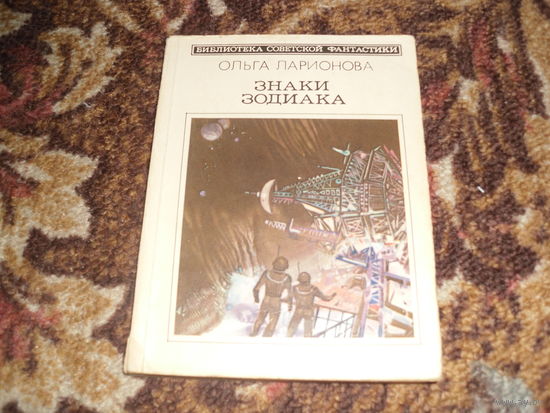 БИБЛИОТЕКА СОВЕТСКОЙ ФАНТАСТИКИ
ОЛЬГА ЛАРИОНОВА
ЗНАКИ
ЗОДИАКА